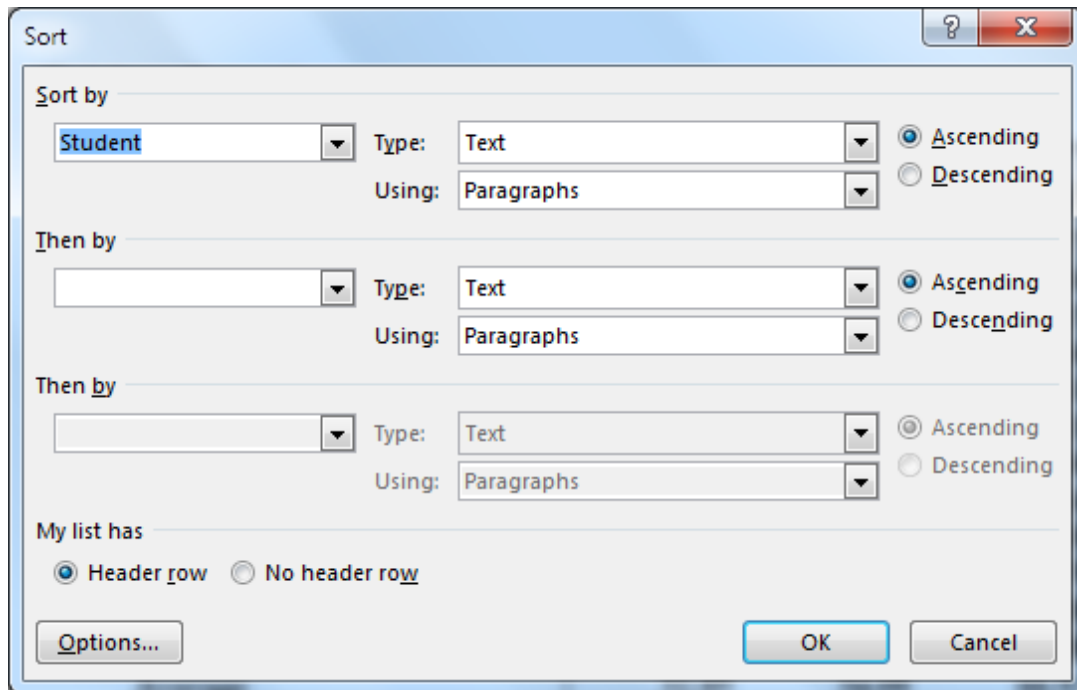 Sort
Sort by
Student Type: Text Ascending
Using: Paragraphs Descending
Then by
Type: Text Ascending
Using: Paragraphs Descending
Then by
Type: Text Ascending
Using: Paragraphs Descending
My list has
Header row No header row
Options... OK Cancel